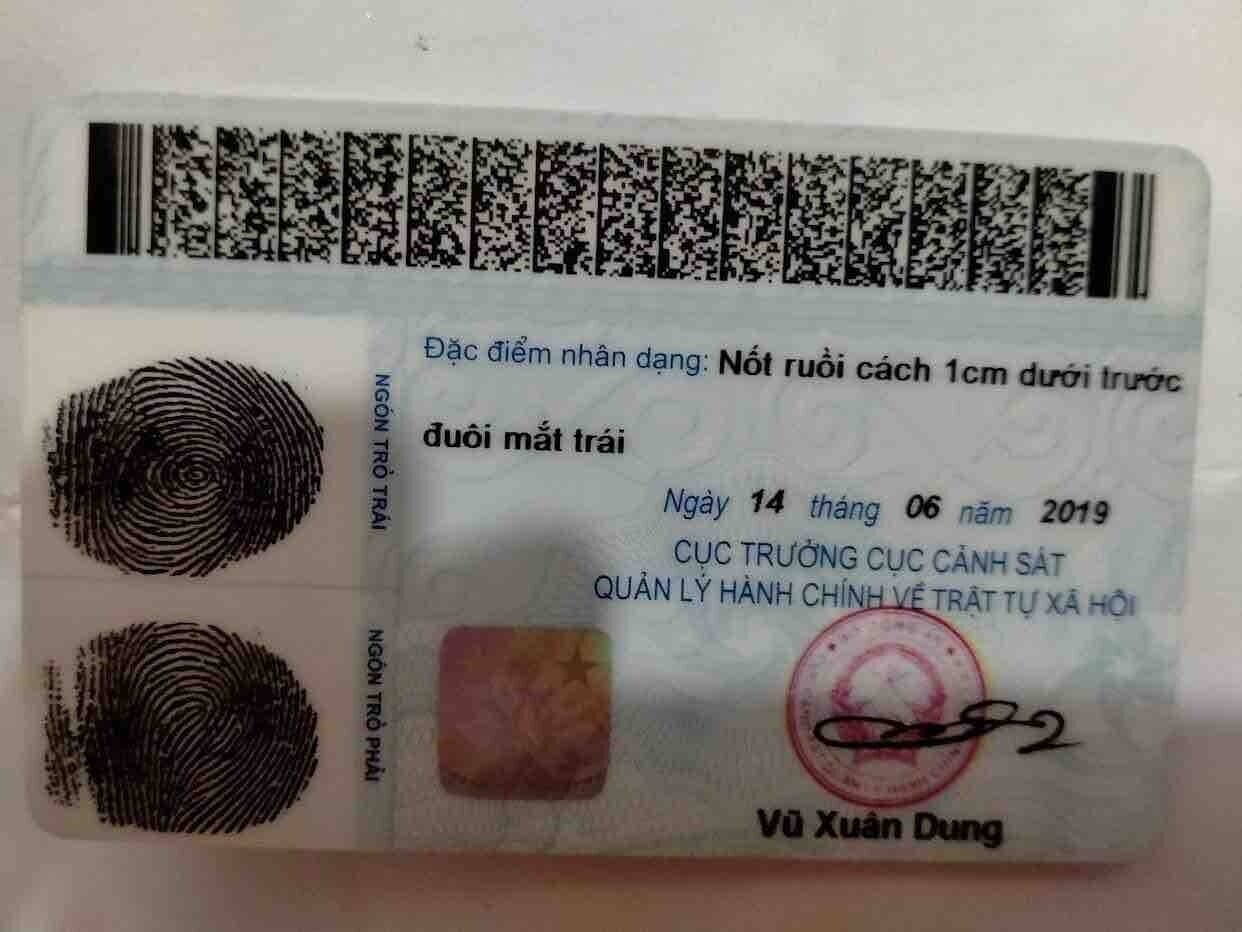 Đặc điểm nhân dạng: Nốt ruồi cách 1cm dưới trước
đuôi mắt trái
NGÓN TRỎ TRÁI
Ngày 14 tháng 06 năm 2019
CỤC TRƯỞNG CỤC CẢNH SÁT
QUẢN LÝ HÀNH CHÍNH VỀ TRẬT TỰ XÃ HỘI
NGÓN TRỎ PHẢI
Vũ Xuân Dung